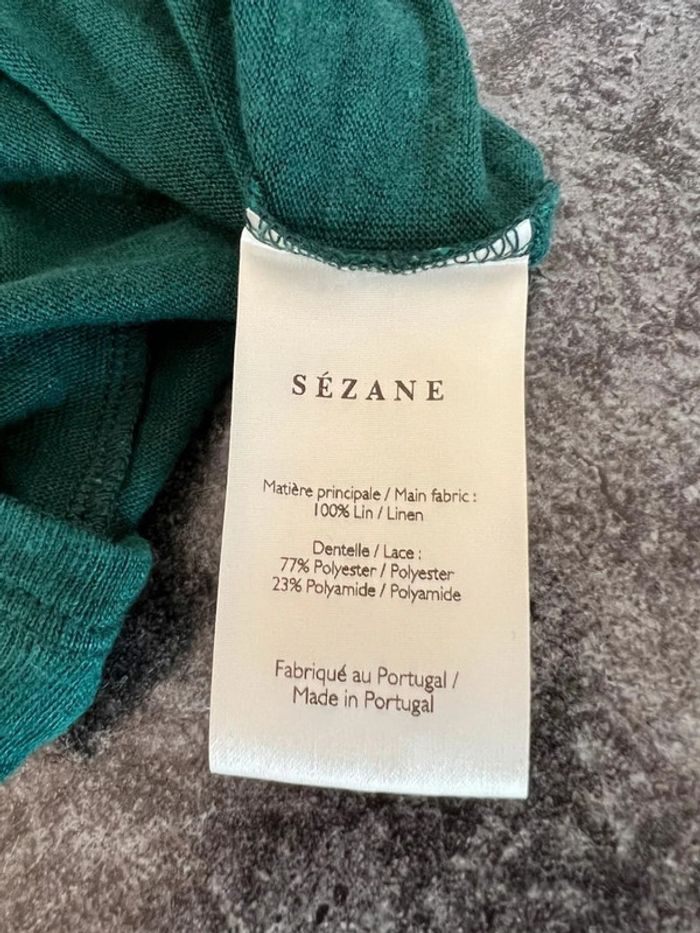 SÉZANE
Matière principale / Main fabric :
100% Lin / Linen
Dentelle / Lace :
77% Polyester / Polyester
23% Polyamide / Polyamide
Fabriqué au Portugal /
Made in Portugal